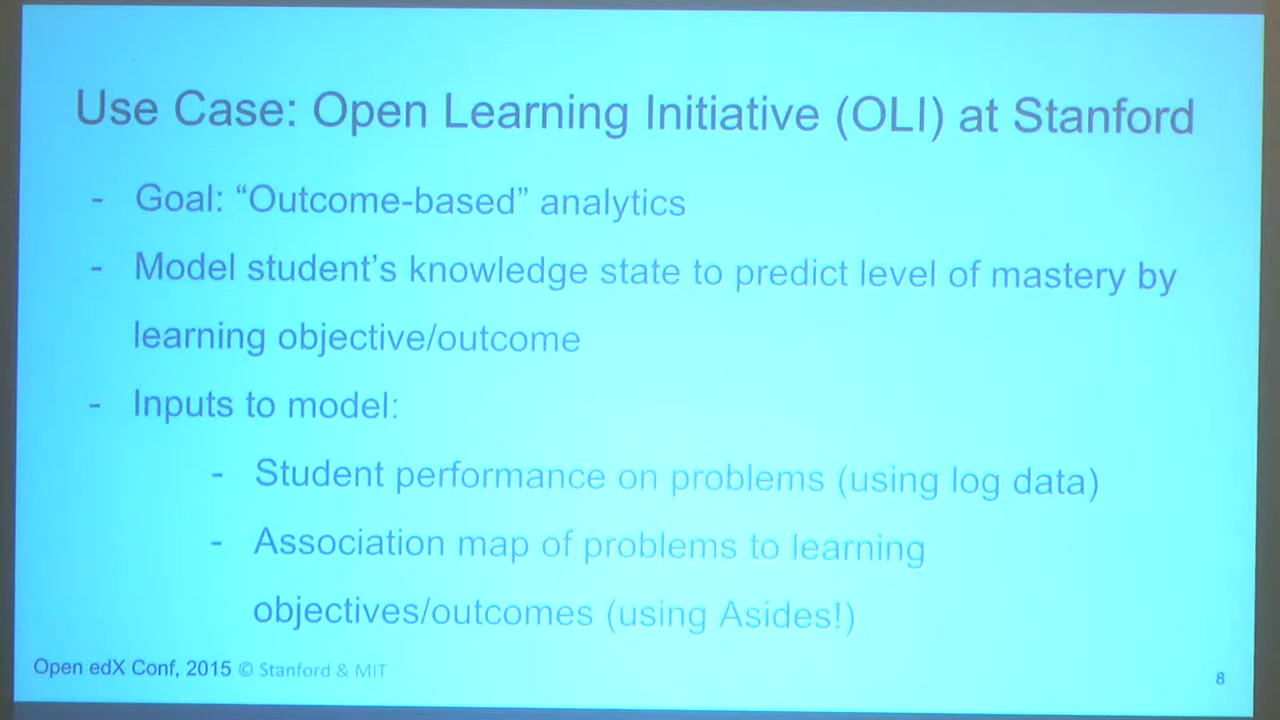 Use Case: Open Learning Initiative (OLI) at Stanford
- Goal: “Outcome-based” analytics
- Model student’s knowledge state to predict level of mastery by
learning objective/outcome
- Inputs to model:
- Student performance on problems (using log data)
- Association map of problems to learning
objectives/outcomes (using Asides!)
Open edX Conf, 2015 © Stanford & MIT
8